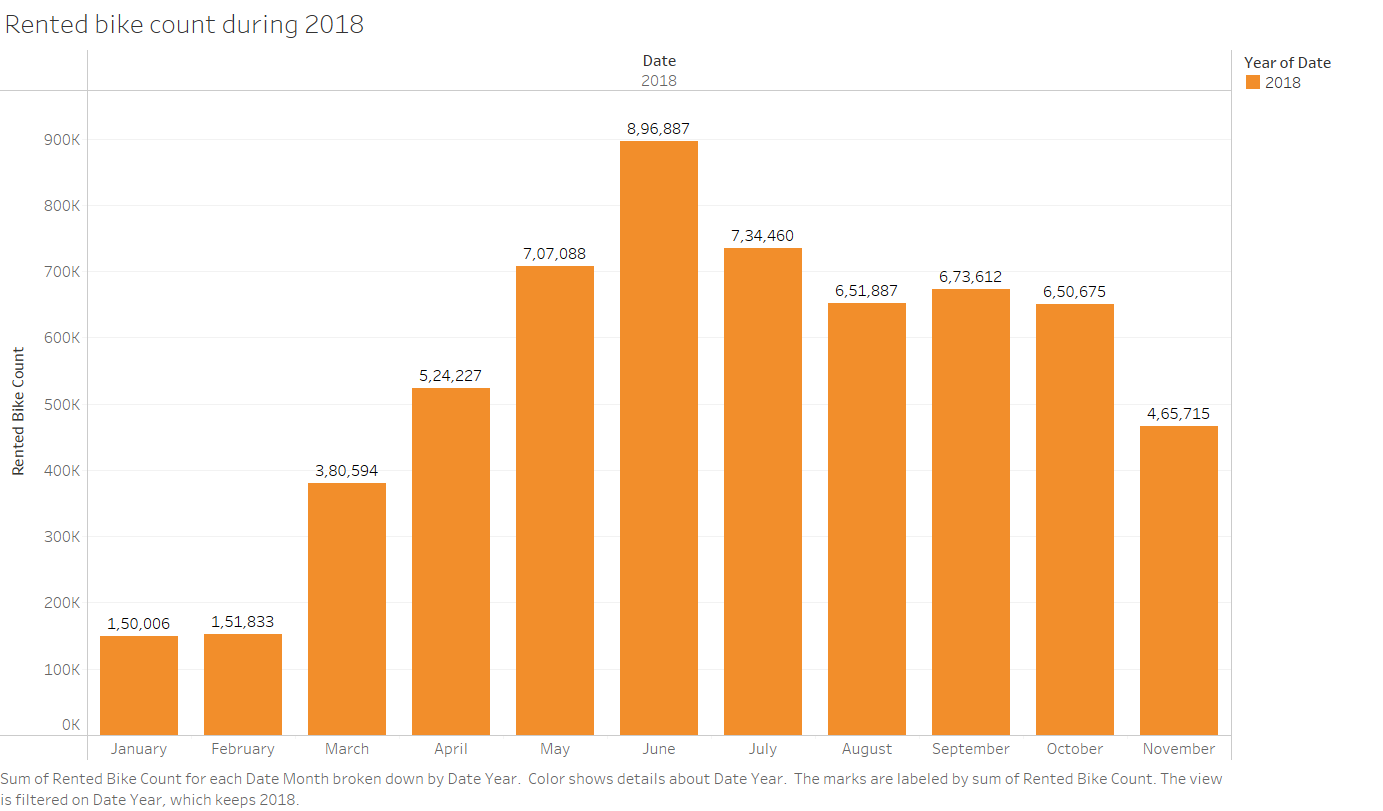 Rented bike count during 2018
Date
2018
Year of Date
2018
Rented Bike Count
900K
800K
700K
600K
500K
400K
300K
200K
100K
0K
1,50,006
1,51,833
3,80,594
5,24,227
7,07,088
8,96,887
7,34,460
6,51,887
6,73,612
6,50,675
4,65,715
January
February
March
April
May
June
July
August
September
October
November
Sum of Rented Bike Count for each Date Month broken down by Date Year.  Color shows details about Date Year.  The marks are labeled by sum of Rented Bike Count. The view
is filtered on Date Year, which keeps 2018.